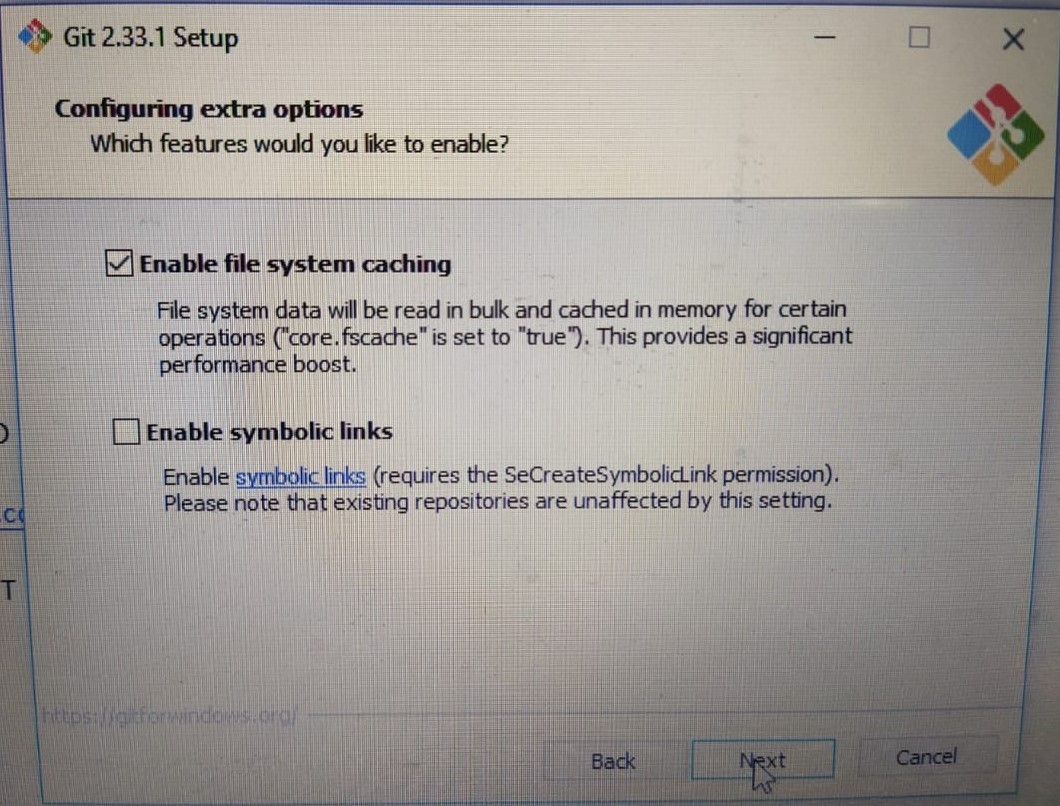 Git 2.33.1 Setup
Configuring extra options
Which features would you like to enable?
Enable file system caching
File system data will be read in bulk and cached in memory for certain
operations ("core.fscache" is set to "true"). This provides a significant
performance boost.
Enable symbolic links
Enable symbolic links (requires the SeCreateSymbolicLink permission).
Please note that existing repositories are unaffected by this setting.
T
https://gitforwindows.org/
Back Next Cancel